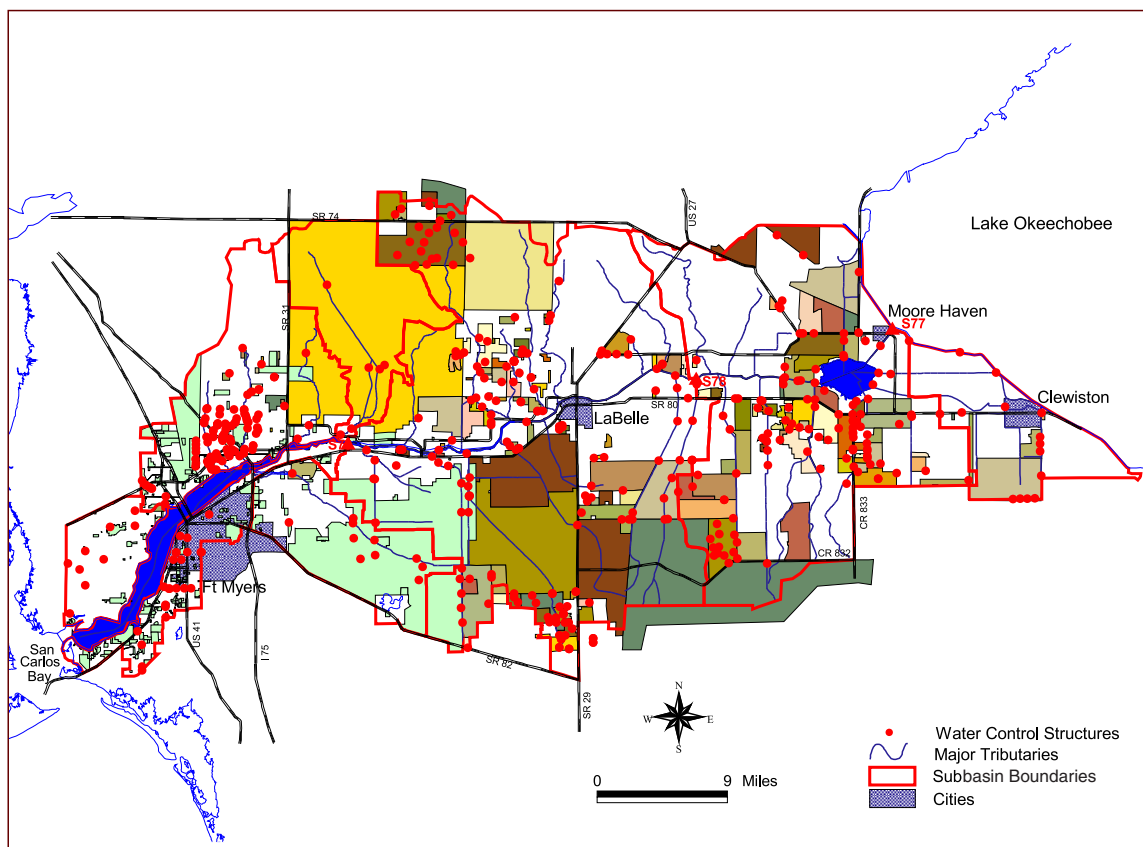 SR 74
US 27
Lake Okeechobee
SR 31
Moore Haven
S77
S78
SR 80
LaBelle
Clewiston
CR 833
CR 832
Ft Myers
San
Carlos
Bay
US 41
I 75
SR 82
SR 29
N
W
E
S
0
9
Miles
Water Control Structures
Major Tributaries
Subbasin Boundaries
Cities